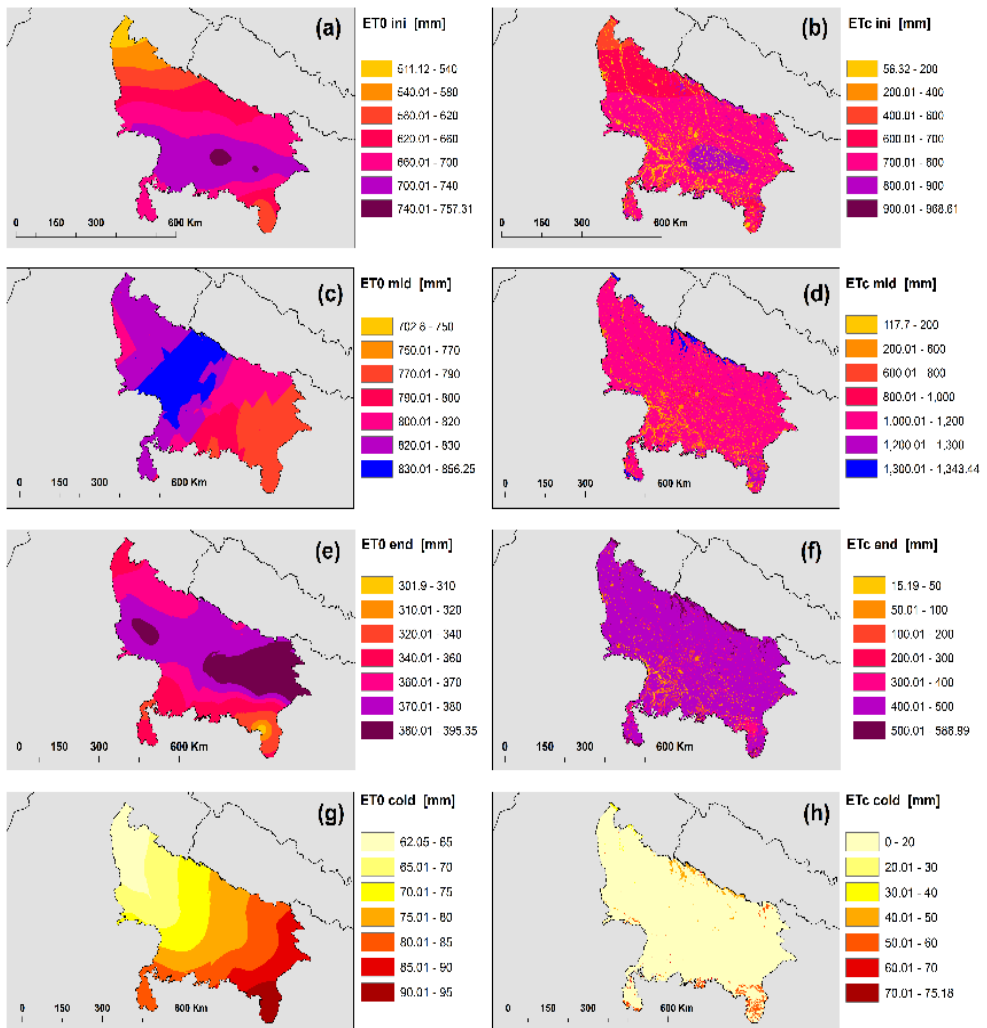 (a)
ET0 ini [mm]
511.12 - 540
540.01 - 580
580.01 - 620
620.01 - 660
660.01 - 700
700.01 - 740
740.01 - 757.31
0 150 300 600 Km
(b)
ETc ini [mm]
56.32 - 200
200.01 - 400
400.01 - 600
600.01 - 700
700.01 - 800
800.01 - 900
900.01 - 968.61
0 150 300 600 Km
(c)
ET0 mid [mm]
702.8 - 750
750.01 - 770
770.01 - 790
790.01 - 800
800.01 - 820
820.01 - 830
830.01 - 856.25
0 95 190 600 Km
(d)
ETc mid [mm]
117.7 - 200
200.01 - 600
600.01 - 800
800.01 - 1,000
1,000.01 - 1,200
1,200.01 1,300
1,300.01 - 1,343.44
0 150 300 600 Km
(e)
ET0 end [mm]
301.9 - 310
310.01 - 320
320.01 - 340
340.01 - 360
360.01 - 370
370.01 - 380
380.01 395.35
0 150 300 600 Km
(f)
ETc end [mm]
15.19 - 50
50.01 - 100
100.01 - 200
200.01 - 300
300.01 - 400
400.01 - 500
500.01 588.99
0 150 300 600 Km
(g)
ET0 cold [mm]
62.05 - 65
65.01 - 70
70.01 - 75
75.01 - 80
80.01 - 85
85.01 - 90
90.01 - 95
0 150 300 600 Km
(h)
ETc cold [mm]
0 - 20
20.01 - 30
30.01 - 40
40.01 - 50
50.01 - 60
60.01 - 70
70.01 - 75.18
0 150 300 600 Km